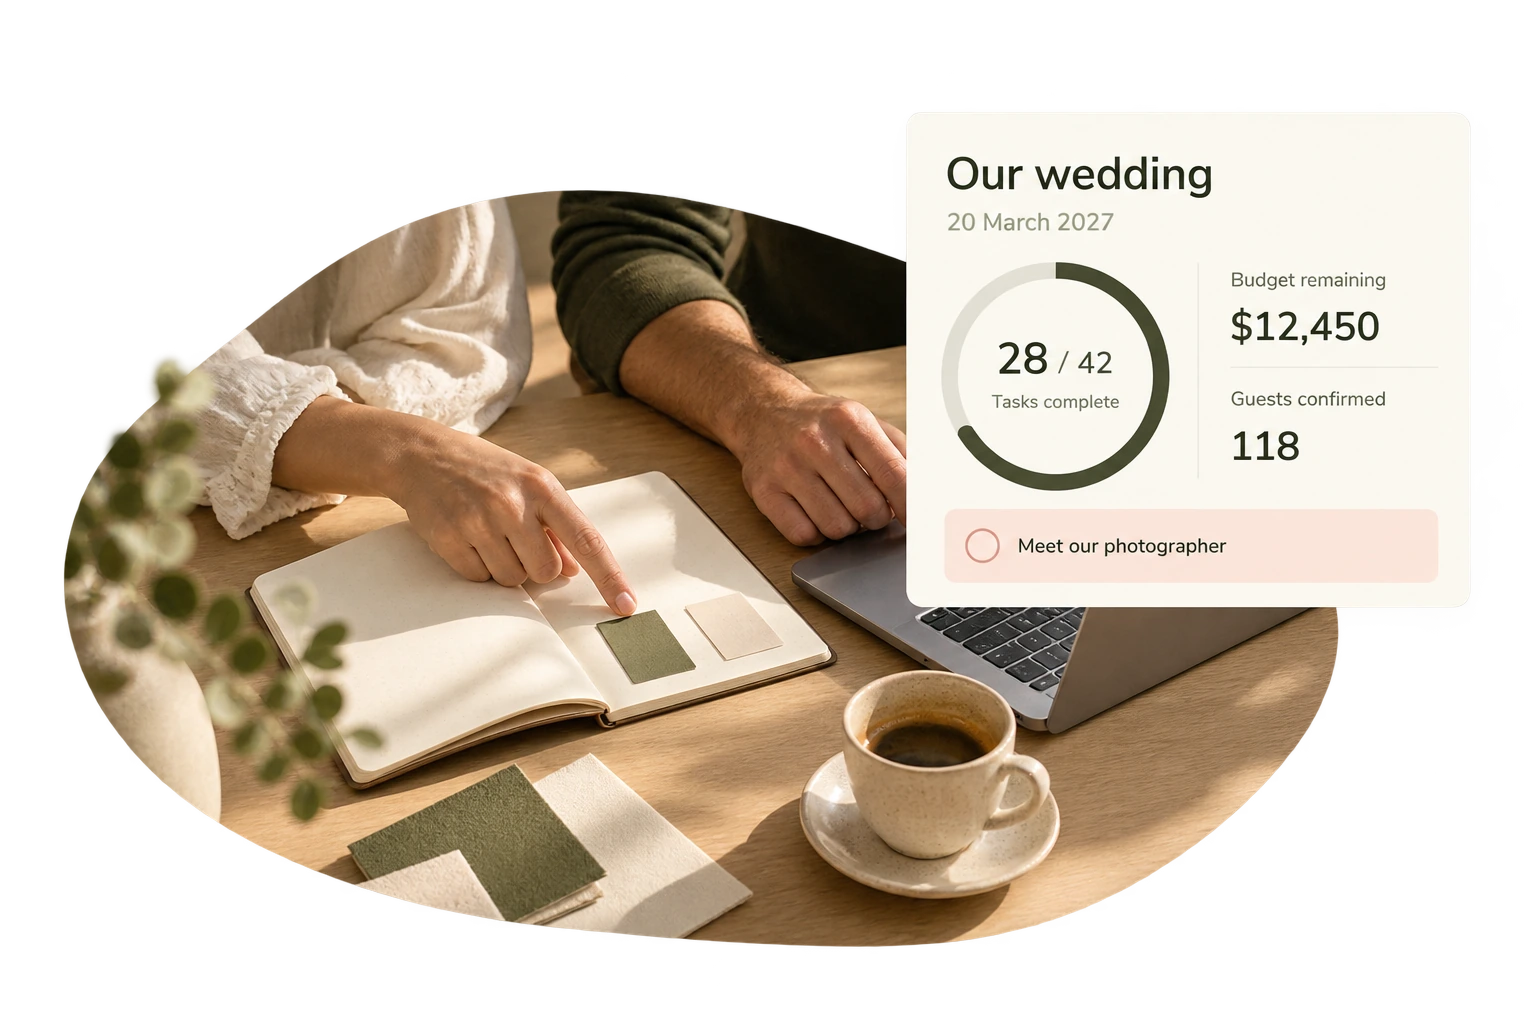 Our wedding
20 March 2027
28 / 42
Tasks complete
Budget remaining
$12,450
Guests confirmed
118
Meet our photographer